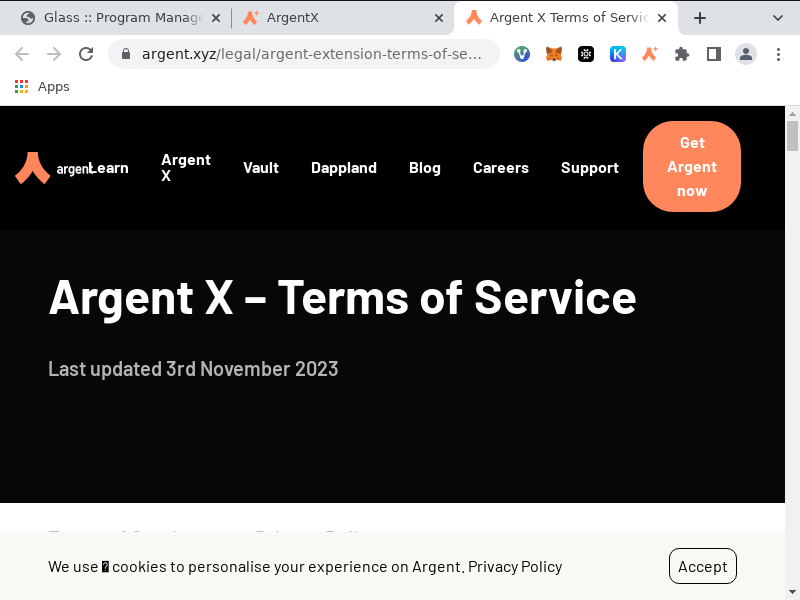 Glass :: Program Manage
ArgentX
Argent X Terms of Servic
argent.xyz/legal/argent-extension-terms-of-se...
Apps
argent
Learn
Argent X
Vault
Dappland
Blog
Careers
Support
Get
Argent
now
Argent X – Terms of Service
Last updated 3rd November 2023
We use cookies to personalise your experience on Argent. Privacy Policy
Accept